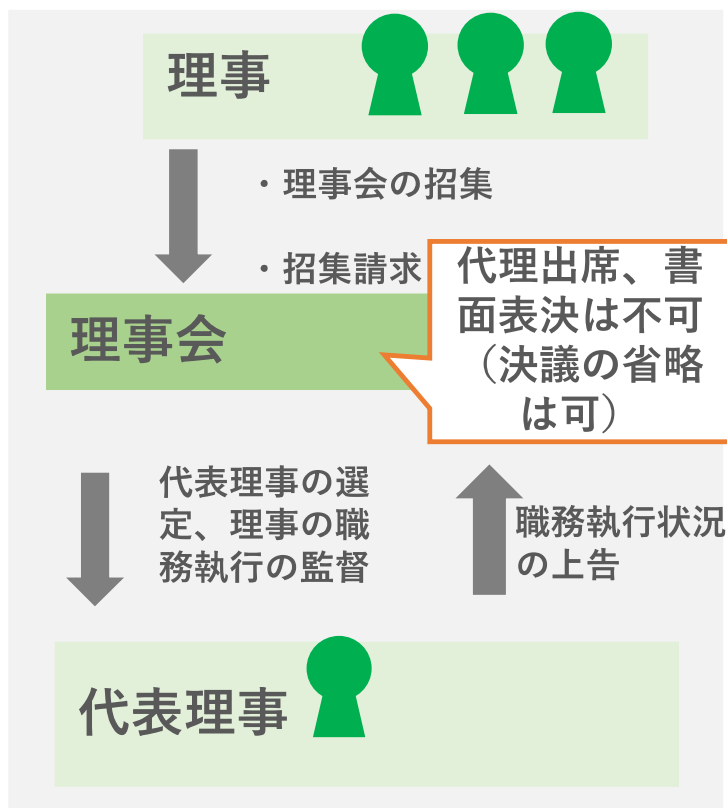 理事
・理事会の招集
・招集請求
代理出席、書
面表決は不可
（決議の省略
は可）
理事会
代表理事の選
定、理事の職
務執行の監督
職務執行状況
の上告
代表理事